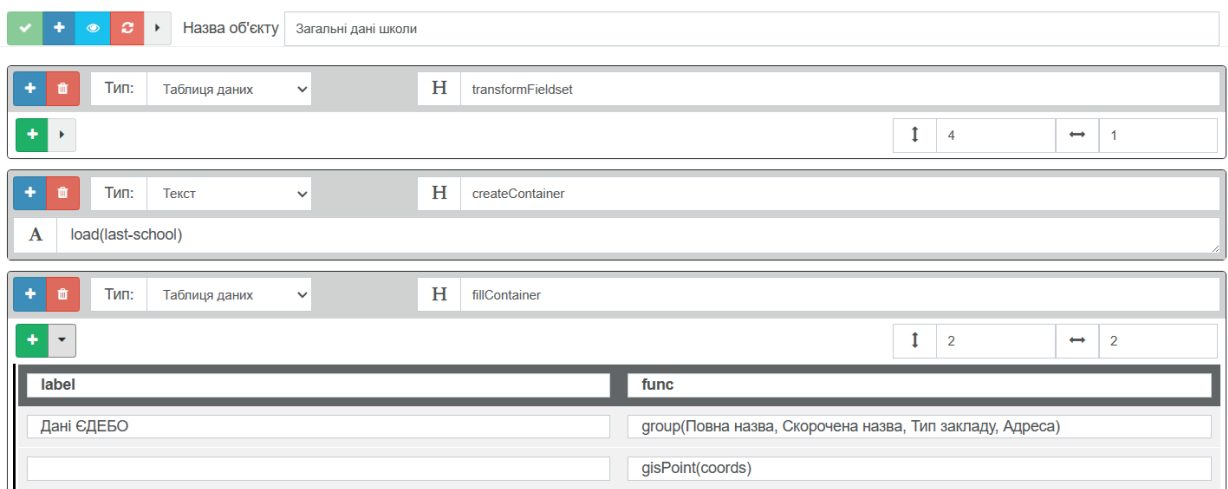 Назва об'єкту Загальні дані школи
Тип: Таблиця даних H transformFieldset
4 1
Тип: Текст H createContainer
A load(last-school)
Тип: Таблиця даних H fillContainer
2 2
label func
Дані ЄДЕБО group(Повна назва, Скорочена назва, Тип закладу, Адреса)
gisPoint(coords)